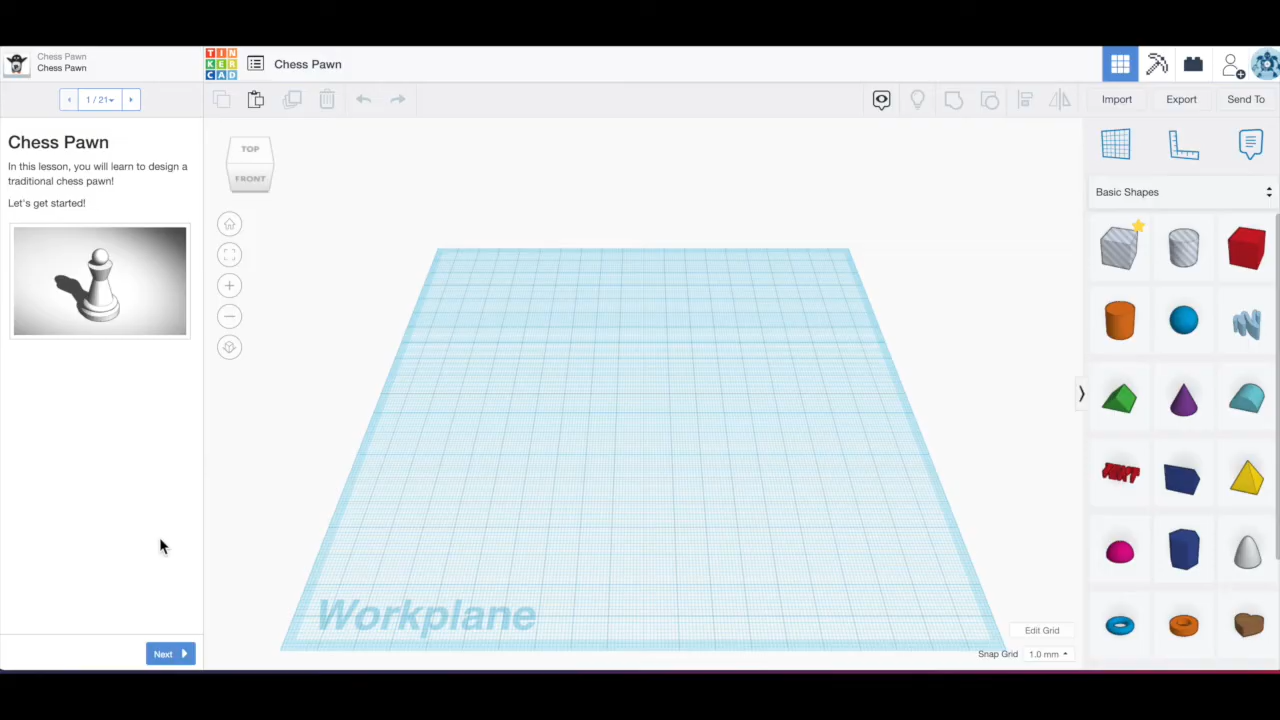 Chess Pawn
Chess Pawn
TIN
KER
CAD
Chess Pawn
1 / 21
Import
Export
Send To
Chess Pawn
In this lesson, you will learn to design a
traditional chess pawn!
Let's get started!
TOP
FRONT
Basic Shapes
TEXT
Workplane
Edit Grid
Snap Grid
1.0 mm
Next